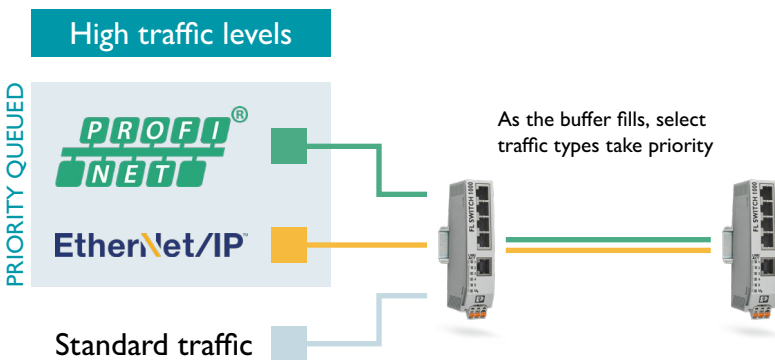 High traffic levels
PRIORITY QUEUED
PROFI®
NET
EtherNet/IP™
Standard traffic
As the buffer fills, select
traffic types take priority
FL SWITCH 1000
FL SWITCH 1000